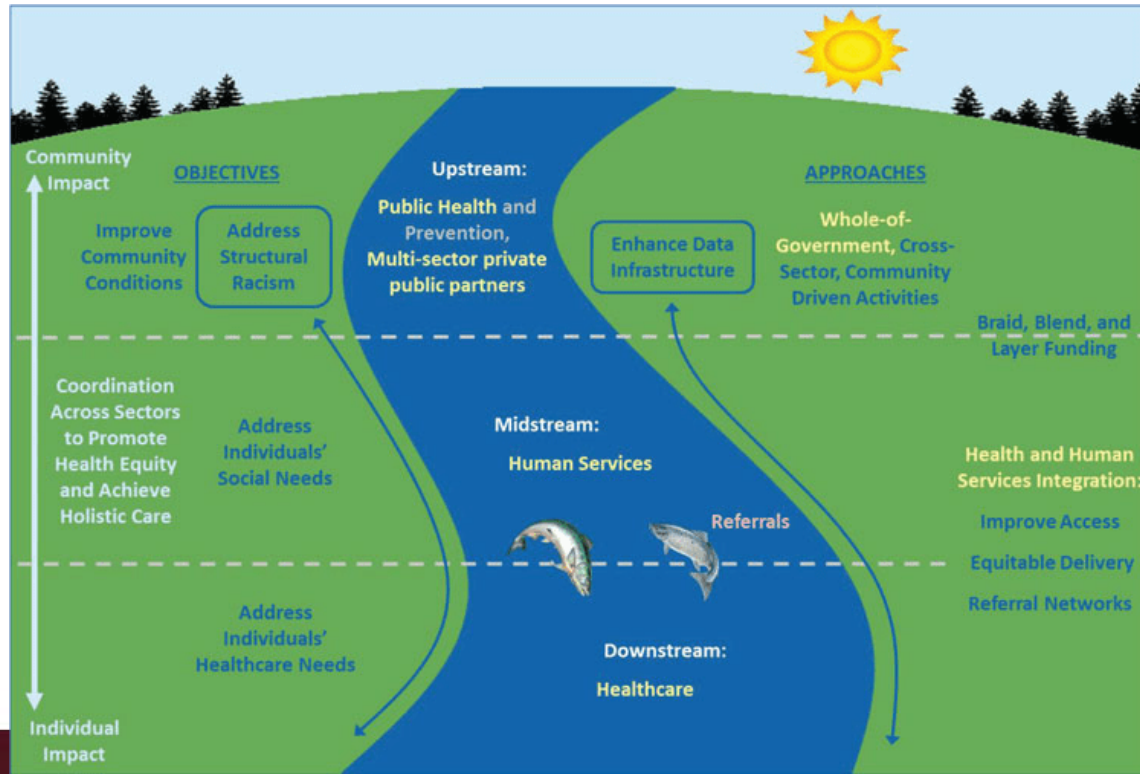 Community
Impact
OBJECTIVES
Improve
Community
Conditions
Address
Structural
Racism
Upstream:
Public Health and
Prevention,
Multi-sector private
public partners
APPROACHES
Enhance Data
Infrastructure
Whole-of-
Government, Cross-
Sector, Community
Driven Activities
Braid, Blend, and
Layer Funding
Coordination
Across Sectors
to Promote
Health Equity
and Achieve
Holistic Care
Address
Individuals’
Social Needs
Midstream:
Human Services
Referrals
Health and Human
Services Integration:
Improve Access
Equitable Delivery
Referral Networks
Address
Individuals’
Healthcare Needs
Downstream:
Healthcare
Individual
Impact